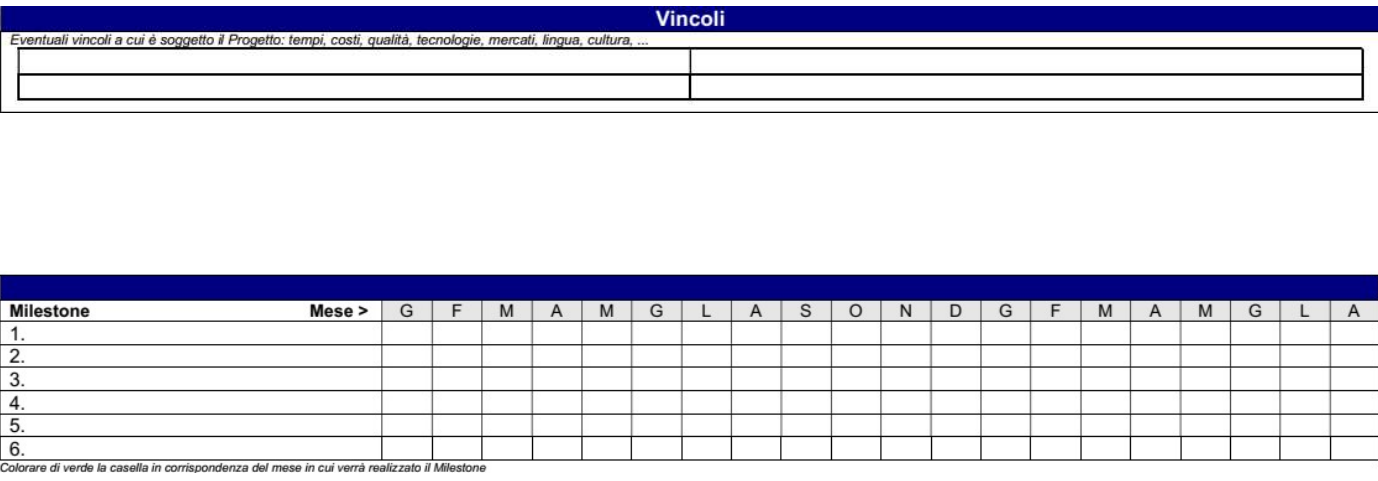 Vincoli
Eventuali vincoli a cui è soggetto il Progetto: tempi, costi, qualità, tecnologie, mercati, lingua, cultura, ...
Milestone Mese > G F M A M G L A S O N D G F M A M G L A
1.
2.
3.
4.
5.
6.
Colorare di verde la casella in corrispondenza del mese in cui verrà realizzato il Milestone